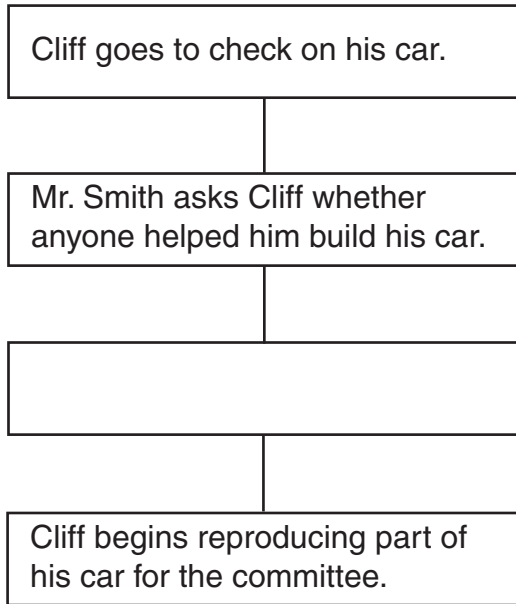 Cliff goes to check on his car.
Mr. Smith asks Cliff whether
anyone helped him build his car.
Cliff begins reproducing part of
his car for the committee.